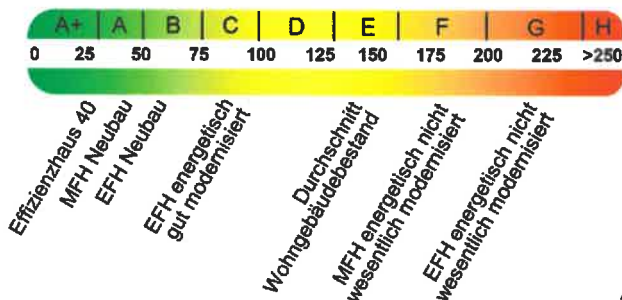 A+ A B C D E F G H
0 25 50 75 100 125 150 175 200 225 >250
Effizienzhaus 40
MFH Neubau
EFH Neubau
EFH energetisch
gut modernisiert
Durchschnitt
Wohngebäudebestand
MFH energetisch nicht
wesentlich modernisiert
EFH energetisch nicht
wesentlich modernisiert